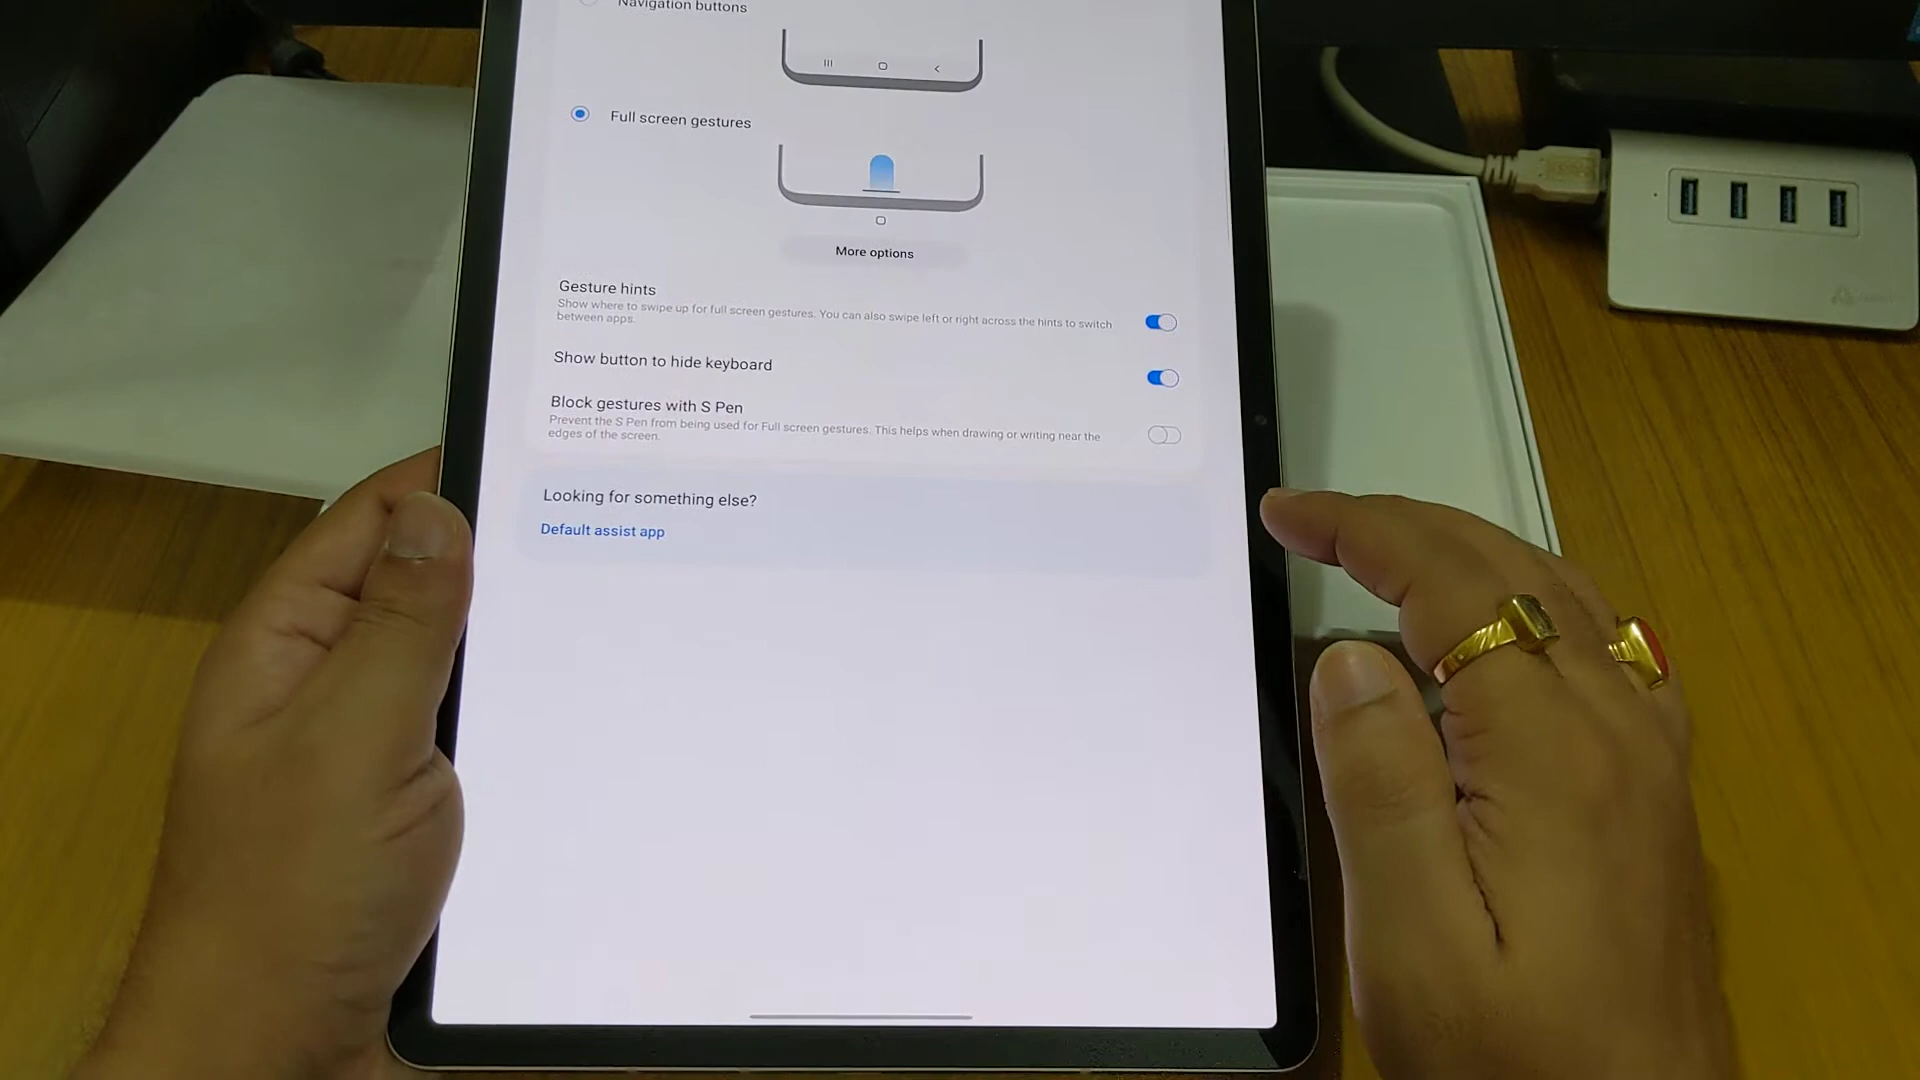 Navigation buttons
Full screen gestures
More options
Gesture hints
Show where to swipe up for full screen gestures. You can also swipe left or right across the hints to switch
between apps.
Show button to hide keyboard
Block gestures with S Pen
Prevent the S Pen from being used for Full screen gestures. This helps when drawing or writing near the
edges of the screen.
Looking for something else?
Default assist app